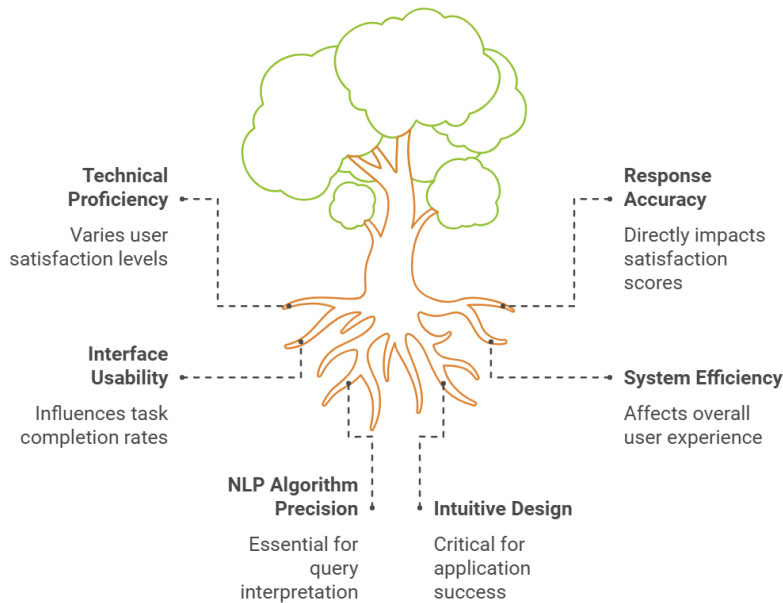 Technical
Proficiency
Varies user
satisfaction levels
Response
Accuracy
Directly impacts
satisfaction
scores
Interface
Usability
Influences task
completion rates
System Efficiency
Affects overall
user experience
NLP Algorithm
Precision
Essential for
query
interpretation
Intuitive Design
Critical for
application
success